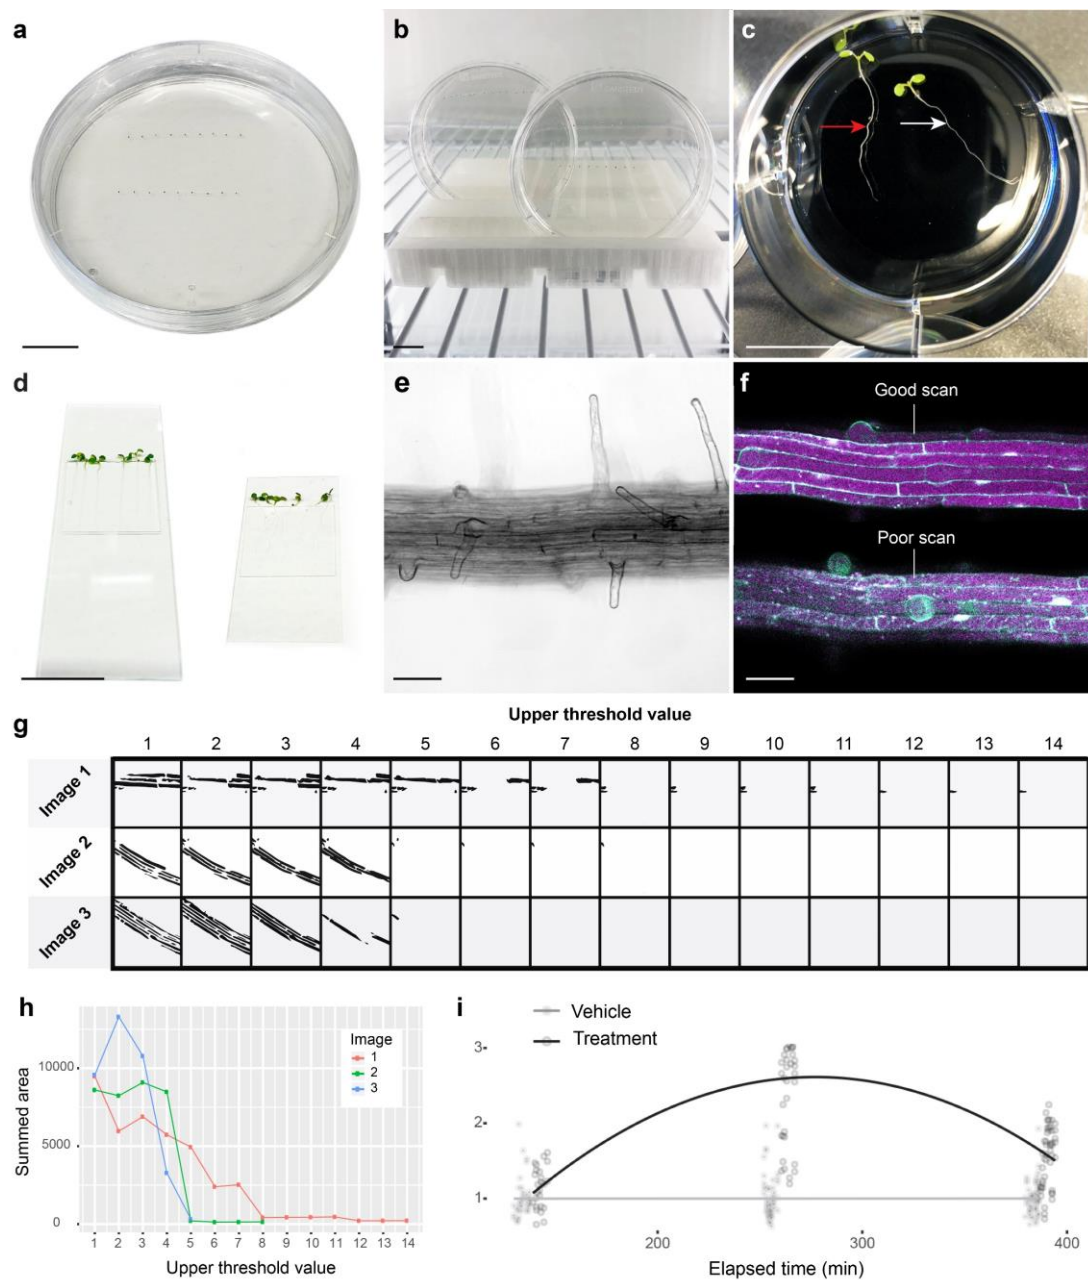 a
b
c
d
e
f
Good scan
Poor scan
g
Upper threshold value
1 2 3 4 5 6 7 8 9 10 11 12 13 14
Image 1
Image 2
Image 3
h
Summed area
10000
5000
0
Image
1
2
3
1 2 3 4 5 6 7 8 9 10 11 12 13 14
Upper threshold value
i
Vehicle
Treatment
3
2
1
200 300 400
Elapsed time (min)